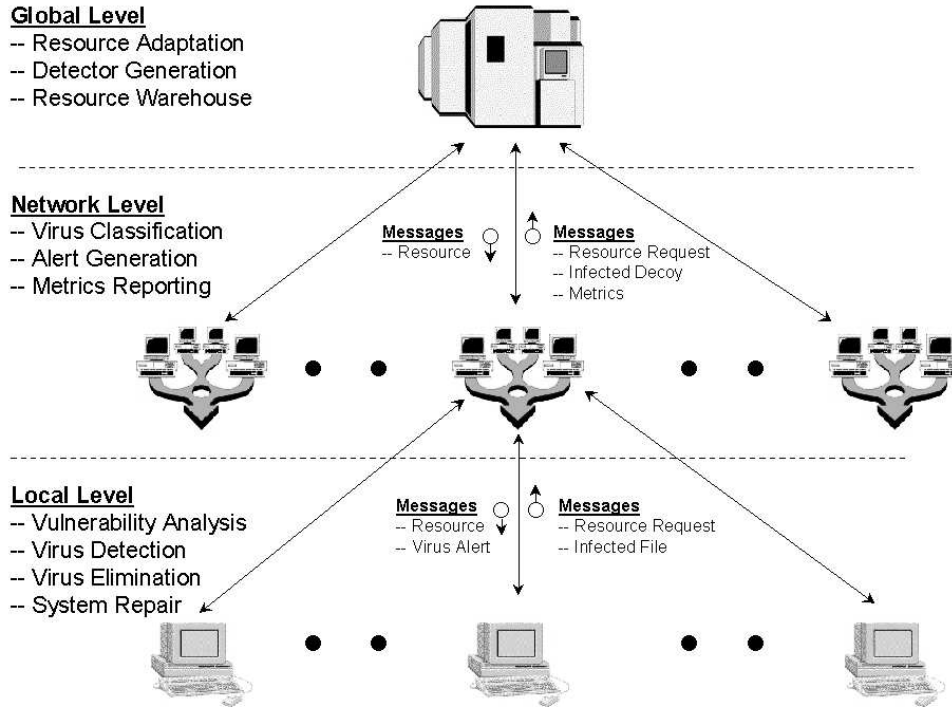 Global Level
-- Resource Adaptation
-- Detector Generation
-- Resource Warehouse
Network Level
-- Virus Classification
-- Alert Generation
-- Metrics Reporting
Messages
-- Resource
Messages
-- Resource Request
-- Infected Decoy
-- Metrics
Local Level
-- Vulnerability Analysis
-- Virus Detection
-- Virus Elimination
-- System Repair
Messages
-- Resource
-- Virus Alert
Messages
-- Resource Request
-- Infected File